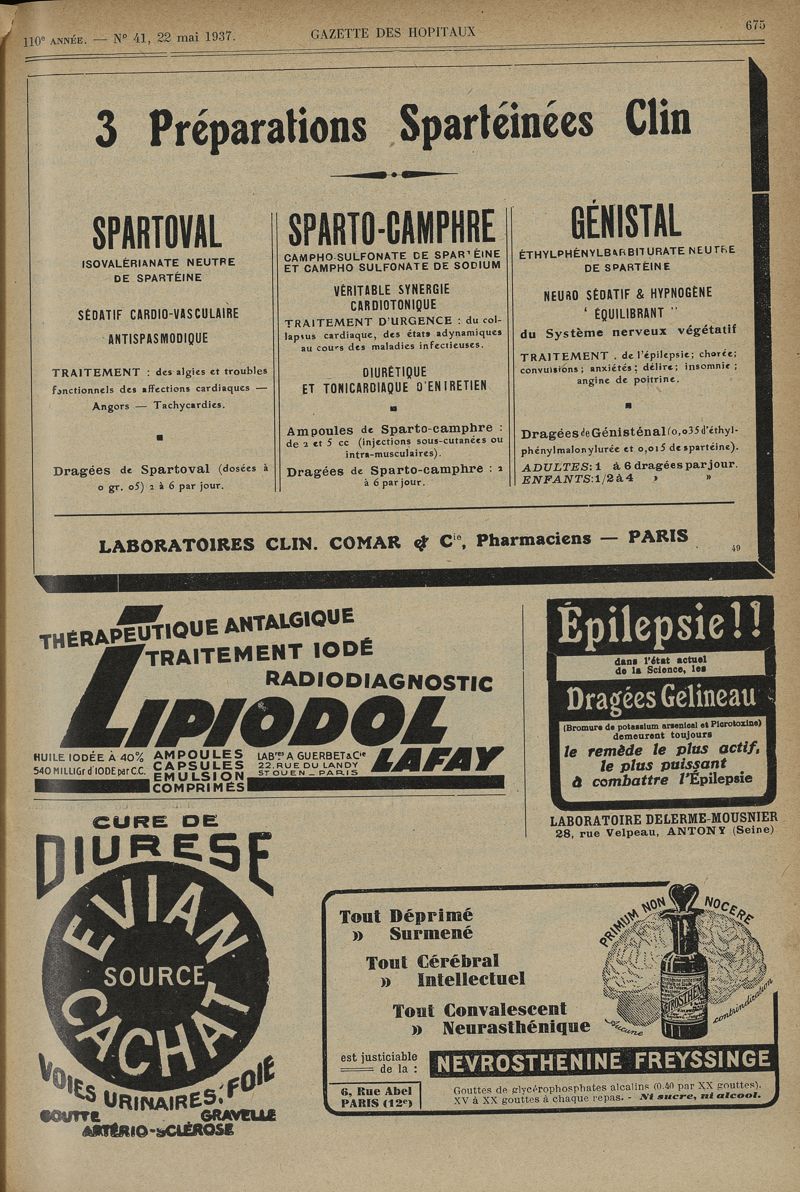 110e ANNÉE. — No 41, 22 mai 1937.
GAZETTE DES HOPITAUX
675
3 Préparations Spartéinées Clin
SPARTOVAL
ISOVALÉRIANATE NEUTRE
DE SPARTÉINE
SÉDATIF CARDIO-VASCULAIRE
ANTISPASMODIQUE
TRAITEMENT : des algies et troubles
fonctionnels des affections cardiaques —
Angors — Tachycardies.
Dragées de Spartoval (dosées à
0 gr. 05) 2 à 6 par jour.
SPARTO-CAMPHRE
CAMPHO-SULFONATE DE SPARTÉINE
ET CAMPHO SULFONATE DE SODIUM
VÉRITABLE SYNERGIE
CARDIOTONIQUE
TRAITEMENT D'URGENCE : du col-
lapsus cardiaque, des états adynamiques
au cours des maladies infectieuses.
DIURÉTIQUE
ET TONICARDIAQUE D'ENTRETIEN
Ampoules de Sparto-camphre :
de 2 et 5 cc (injections sous-cutanées ou
intra-musculaires).
Dragées de Sparto-camphre : 2
à 6 par jour.
GÉNISTAL
ÉTHYLPHÉNYLBARBITURATE NEUTRE
DE SPARTÉINE
NEURO SÉDATIF & HYPNOGÈNE
' ÉQUILIBRANT "
du Système nerveux végétatif
TRAITEMENT . de l'épilepsie; chorée;
convulsions; anxiétés; délire; insomnie;
angine de poitrine.
Dragées de Génisténal (0,035 d'éthyl-
phénylmalonylurée et 0,015 de spartéine).
ADULTES: 1 à 6 dragées par jour.
ENFANTS: 1/2 à 4 » »
LABORATOIRES CLIN. COMAR & Cie, Pharmaciens — PARIS
49
THÉRAPEUTIQUE ANTALGIQUE
TRAITEMENT IODÉ
RADIODIAGNOSTIC
LIPIODOL
LAFAY
HUILE IODÉE À 40%
540 MILLIGr d'IODE par C.C.
AMPOULES
CAPSULES
EMULSION
COMPRIMÉS
LABres A GUERBET & Cie
22, RUE DU LANDY
ST OUEN — PARIS
Épilepsie!!
dans l'état actuel
de la Science, les
Dragées Gelineau
(Bromure de potassium arsenical et Picrotoxine)
demeurent toujours
le remède le plus actif,
le plus puissant
à combattre l'Épilepsie
LABORATOIRE DELERME-MOUSNIER
28, rue Velpeau, ANTONY (Seine)
CURE DE
DIURESE
EVIAN
SOURCE
CACHAT
VOIES URINAIRES, FOIE
GOUTTE GRAVELLE
ARTÉRIO-SCLÉROSE
Tout Déprimé
» Surmené
Tout Cérébral
» Intellectuel
Tout Convalescent
» Neurasthénique
PRIMUM NON NOCERE
Aucune contrindication
est justiciable
de la :
NEVROSTHENINE FREYSSINGE
6, Rue Abel
PARIS (12e)
Gouttes de glycérophosphates alcalins (0.40 par XX gouttes).
XV à XX gouttes à chaque repas. - Ni sucre, ni alcool.